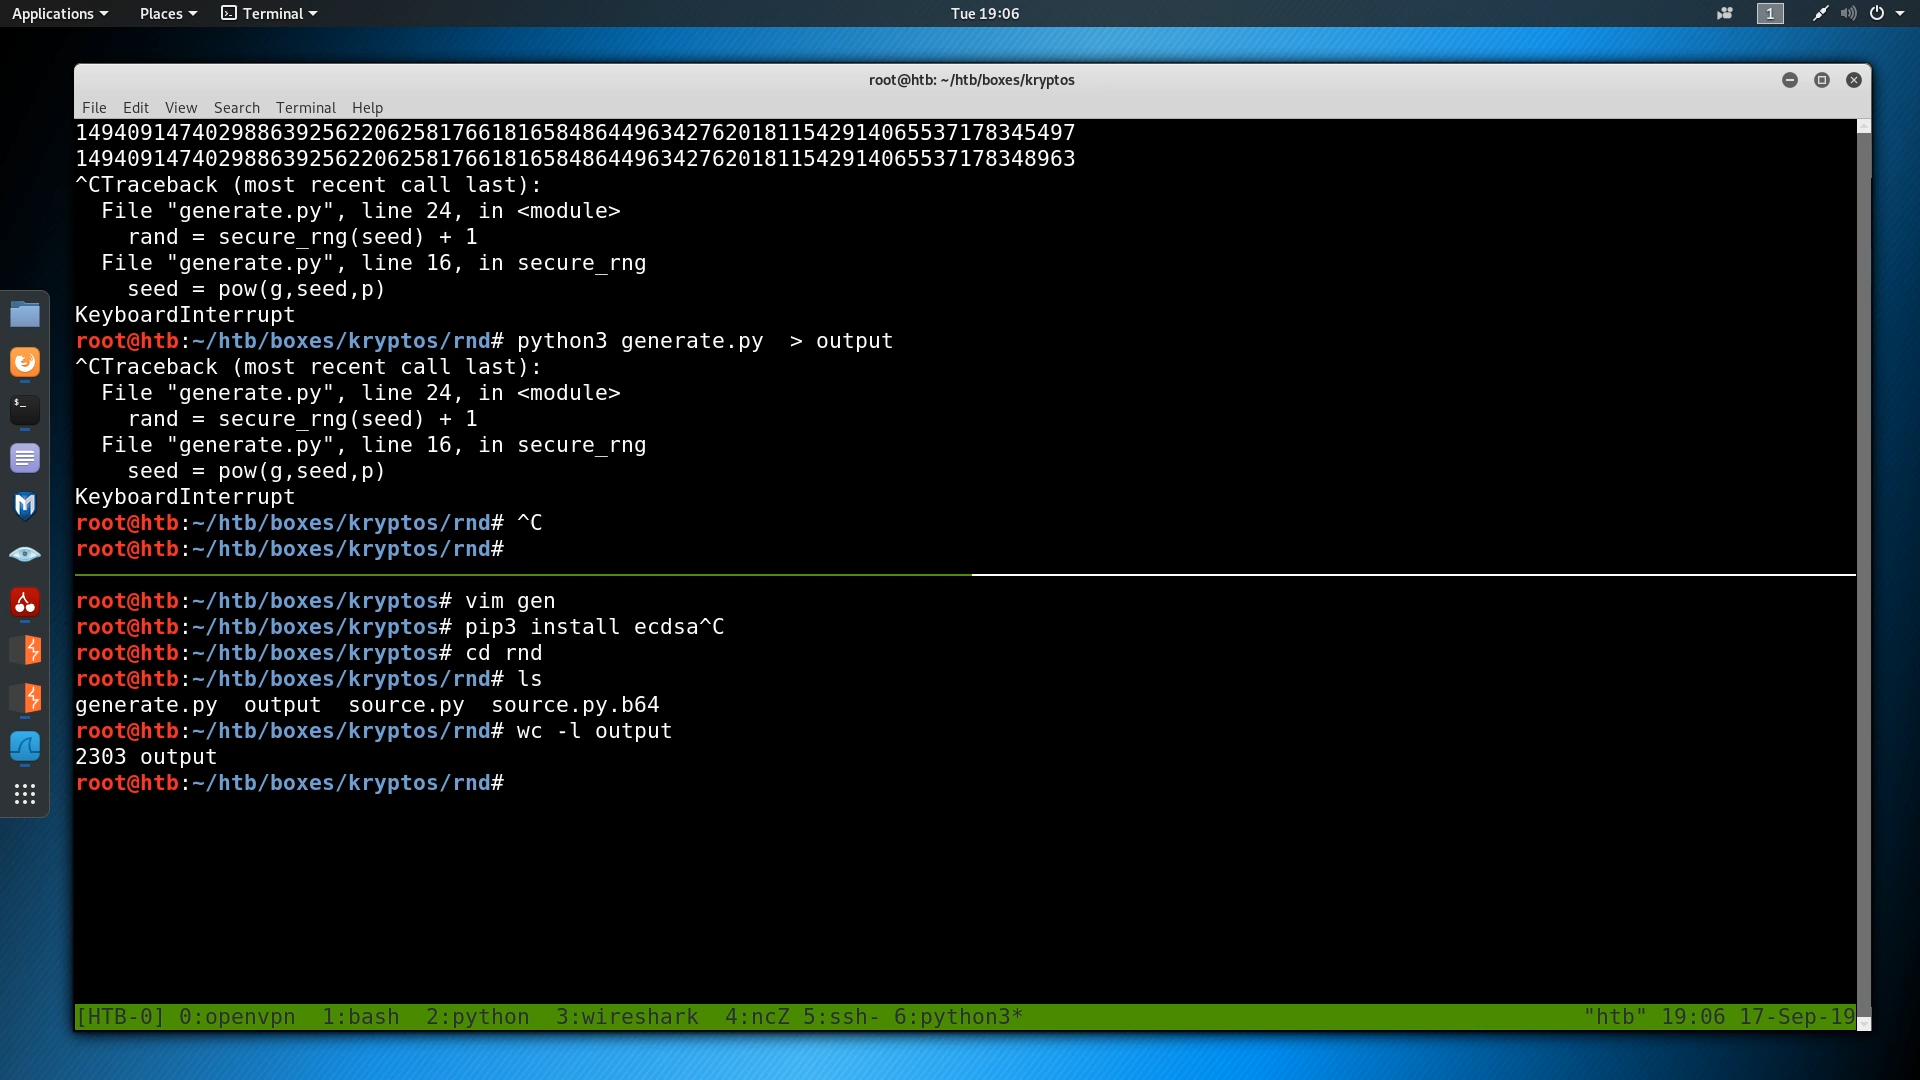 Applications Places Terminal Tue 19:06 1
root@htb: ~/htb/boxes/kryptos
File Edit View Search Terminal Help
14940914740298863925622062581766181658486449634276201811542914065537178345497
14940914740298863925622062581766181658486449634276201811542914065537178348963
^CTraceback (most recent call last):
  File "generate.py", line 24, in <module>
    rand = secure_rng(seed) + 1
  File "generate.py", line 16, in secure_rng
    seed = pow(g,seed,p)
KeyboardInterrupt
root@htb:~/htb/boxes/kryptos/rnd# python3 generate.py  > output
^CTraceback (most recent call last):
  File "generate.py", line 24, in <module>
    rand = secure_rng(seed) + 1
  File "generate.py", line 16, in secure_rng
    seed = pow(g,seed,p)
KeyboardInterrupt
root@htb:~/htb/boxes/kryptos/rnd# ^C
root@htb:~/htb/boxes/kryptos/rnd#
root@htb:~/htb/boxes/kryptos# vim gen
root@htb:~/htb/boxes/kryptos# pip3 install ecdsa^C
root@htb:~/htb/boxes/kryptos# cd rnd
root@htb:~/htb/boxes/kryptos/rnd# ls
generate.py  output  source.py  source.py.b64
root@htb:~/htb/boxes/kryptos/rnd# wc -l output
2303 output
root@htb:~/htb/boxes/kryptos/rnd#
[HTB-0] 0:openvpn  1:bash  2:python  3:wireshark  4:ncZ 5:ssh- 6:python3* "htb" 19:06 17-Sep-19